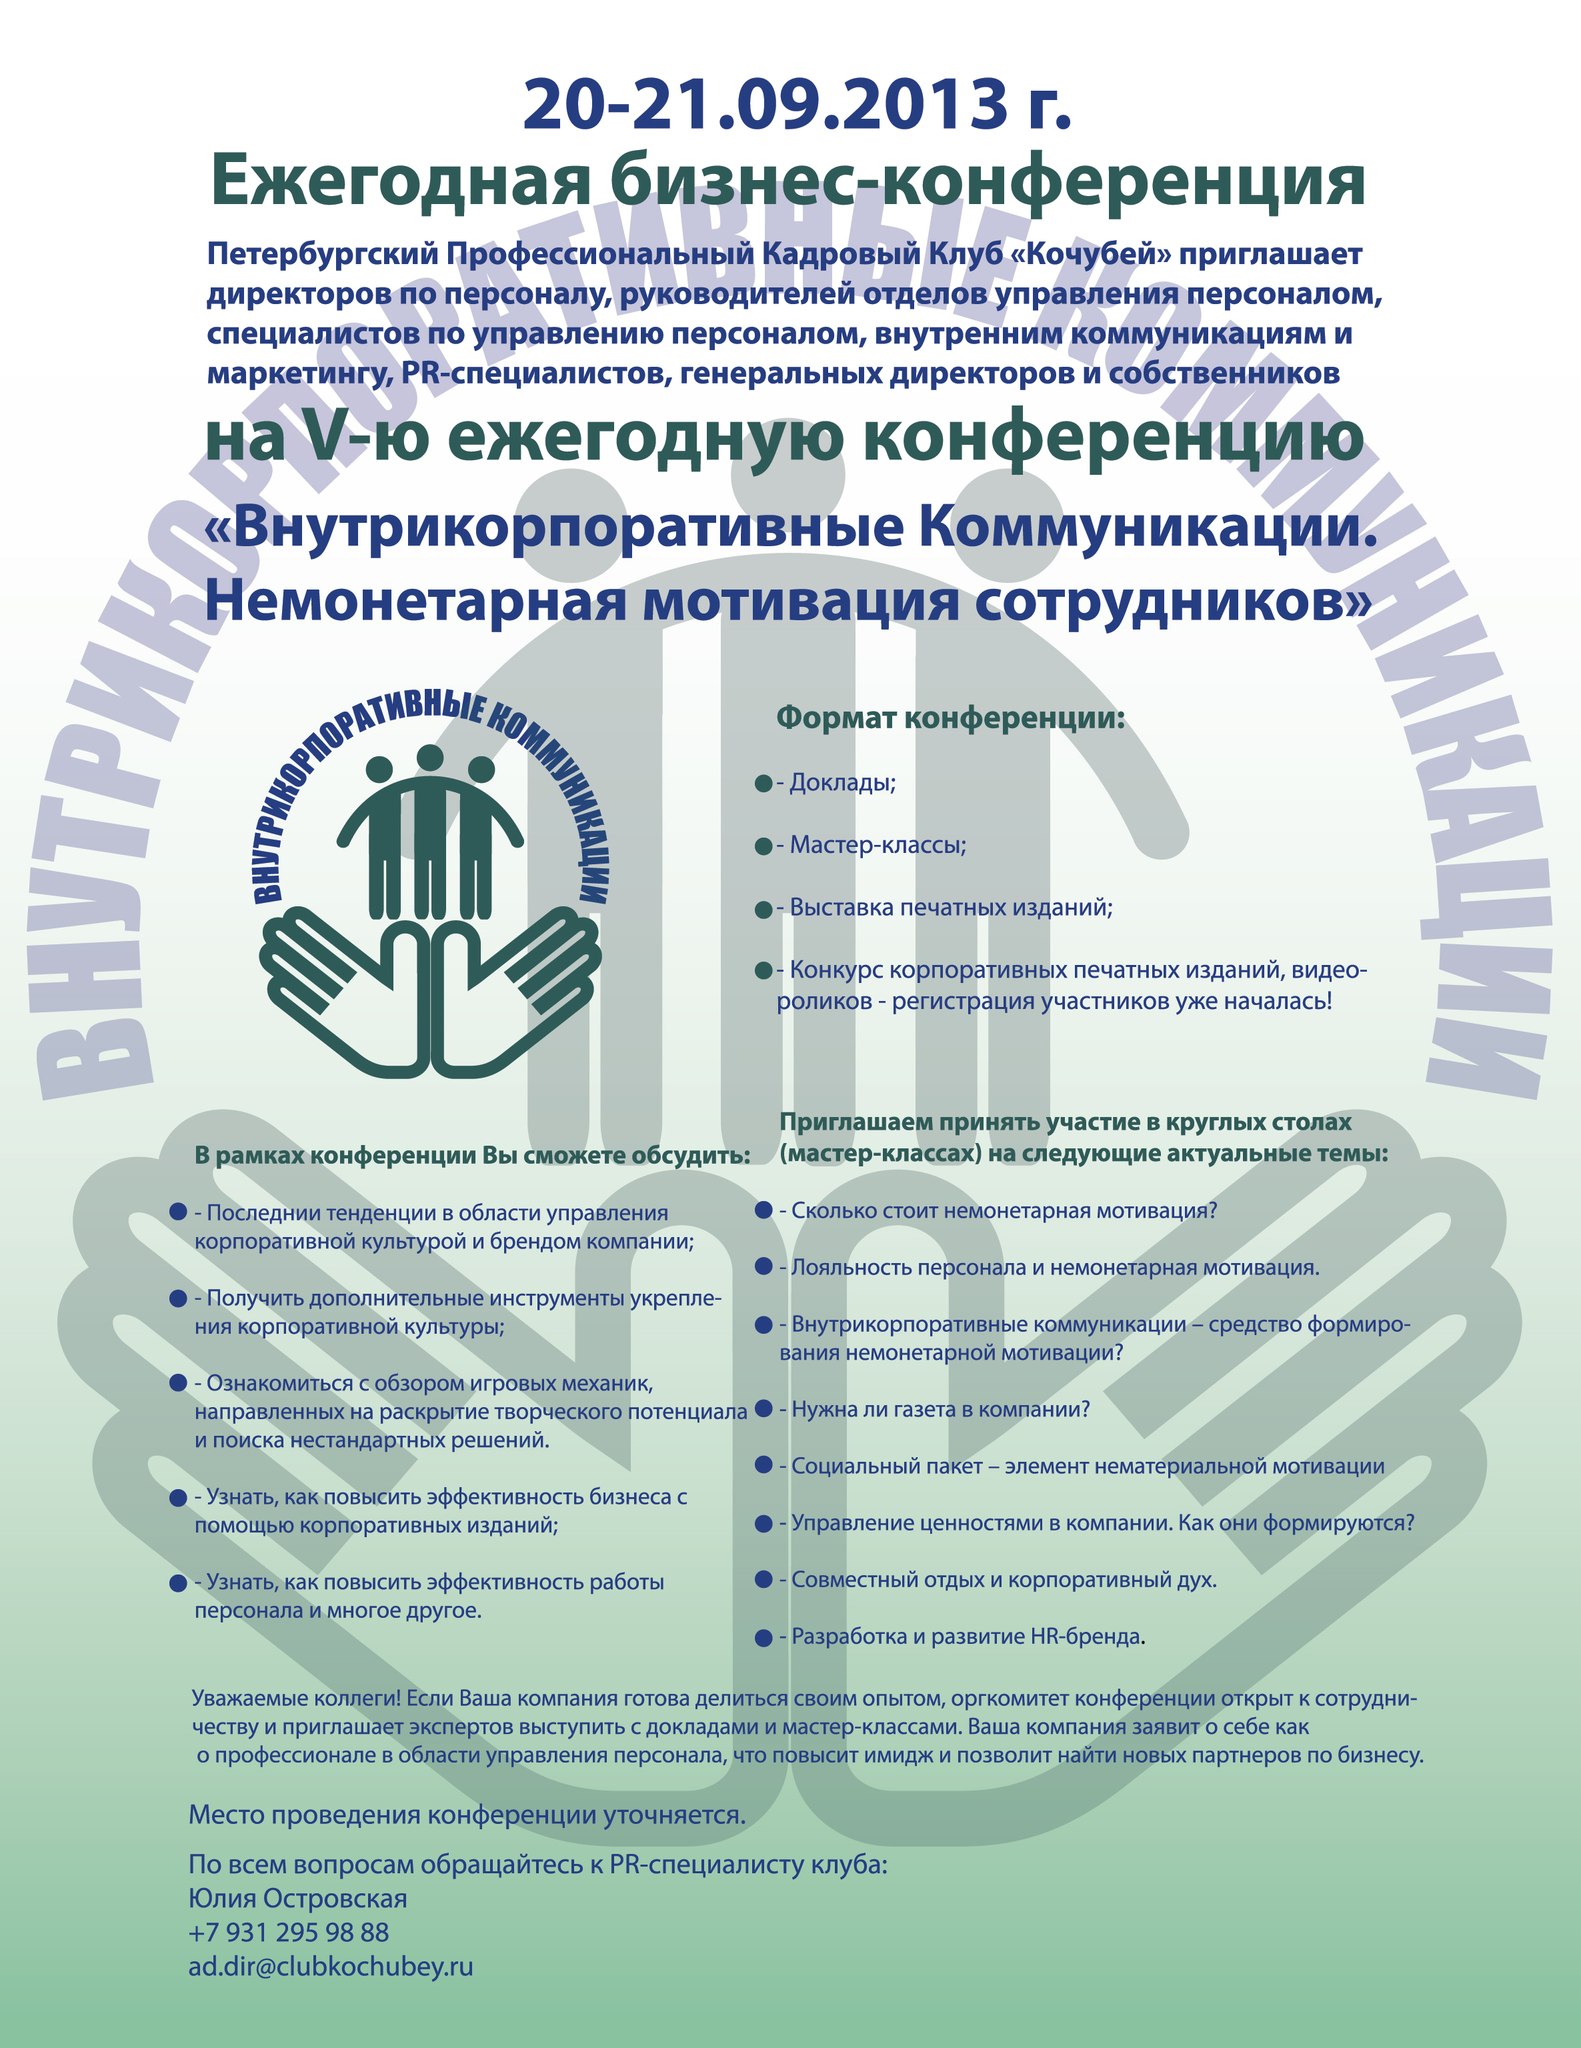 20-21.09.2013 г.
Ежегодная бизнес-конференция
Петербургский Профессиональный Кадровый Клуб «Кочубей» приглашает
директоров по персоналу, руководителей отделов управления персоналом,
специалистов по управлению персоналом, внутренним коммуникациям и
маркетингу, PR-специалистов, генеральных директоров и собственников
на V-ю ежегодную конференцию
«Внутрикорпоративные Коммуникации.
Немонетарная мотивация сотрудников»
ВНУТРИКОРПОРАТИВНЫЕ КОММУНИКАЦИИ
ВНУТРИКОРПОРАТИВНЫЕ КОММУНИКАЦИИ
Формат конференции:
- Доклады;
- Мастер-классы;
- Выставка печатных изданий;
- Конкурс корпоративных печатных изданий, видео-
роликов - регистрация участников уже началась!
В рамках конференции Вы сможете обсудить:
- Последнии тенденции в области управления
корпоративной культурой и брендом компании;
- Получить дополнительные инструменты укрепле-
ния корпоративной культуры;
- Ознакомиться с обзором игровых механик,
направленных на раскрытие творческого потенциала
и поиска нестандартных решений.
- Узнать, как повысить эффективность бизнеса с
помощью корпоративных изданий;
- Узнать, как повысить эффективность работы
персонала и многое другое.
Приглашаем принять участие в круглых столах
(мастер-классах) на следующие актуальные темы:
- Сколько стоит немонетарная мотивация?
- Лояльность персонала и немонетарная мотивация.
- Внутрикорпоративные коммуникации – средство формиро-
вания немонетарной мотивации?
- Нужна ли газета в компании?
- Социальный пакет – элемент нематериальной мотивации
- Управление ценностями в компании. Как они формируются?
- Совместный отдых и корпоративный дух.
- Разработка и развитие HR-бренда.
Уважаемые коллеги! Если Ваша компания готова делиться своим опытом, оргкомитет конференции открыт к сотрудни-
честву и приглашает экспертов выступить с докладами и мастер-классами. Ваша компания заявит о себе как
о профессионале в области управления персонала, что повысит имидж и позволит найти новых партнеров по бизнесу.
Место проведения конференции уточняется.
По всем вопросам обращайтесь к PR-специалисту клуба:
Юлия Островская
+7 931 295 98 88
ad.dir@clubkochubey.ru